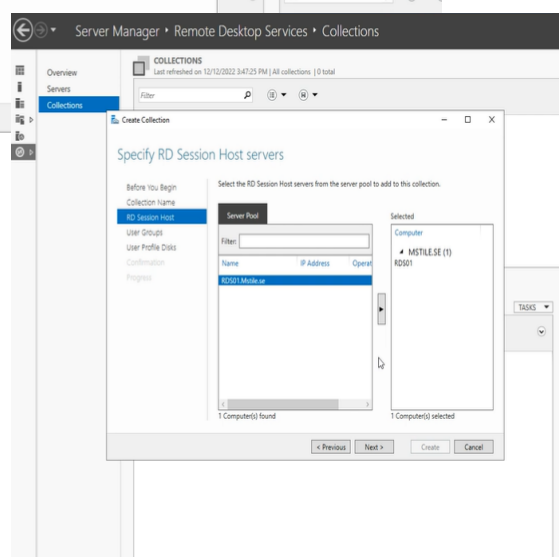 Server Manager ‣ Remote Desktop Services ‣ Collections
Overview
Servers
Collections
COLLECTIONS
Last refreshed on 12/12/2022 3:47:25 PM | All collections | 0 total
Filter
TASKS
Create Collection
Specify RD Session Host servers
Before You Begin
Collection Name
RD Session Host
User Groups
User Profile Disks
Confirmation
Progress
Select the RD Session Host servers from the server pool to add to this collection.
Server Pool
Filter:
Name IP Address Operat
RDS01.Mstile.se
1 Computer(s) found
Selected
Computer
MSTILE.SE (1)
RDS01
1 Computer(s) selected
< Previous Next > Create Cancel